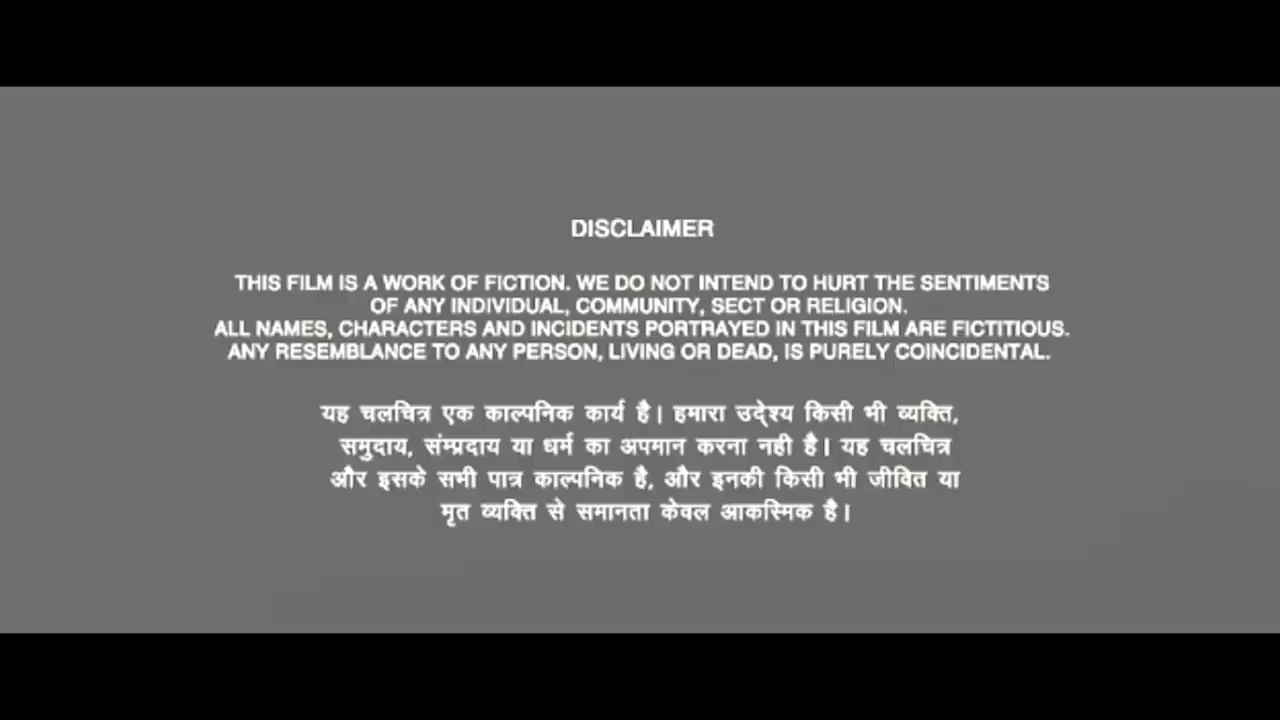 DISCLAIMER
THIS FILM IS A WORK OF FICTION. WE DO NOT INTEND TO HURT THE SENTIMENTS
OF ANY INDIVIDUAL, COMMUNITY, SECT OR RELIGION.
ALL NAMES, CHARACTERS AND INCIDENTS PORTRAYED IN THIS FILM ARE FICTITIOUS.
ANY RESEMBLANCE TO ANY PERSON, LIVING OR DEAD, IS PURELY COINCIDENTAL.
यह चलचित्र एक काल्पनिक कार्य है। हमारा उदे्श्य किसी भी व्यक्ति,
समुदाय, संम्प्रदाय या धर्म का अपमान करना नही है। यह चलचित्र
और इसके सभी पात्र काल्पनिक है, और इनकी किसी भी जीवित या
मृत व्यक्ति से समानता केवल आकस्मिक है।